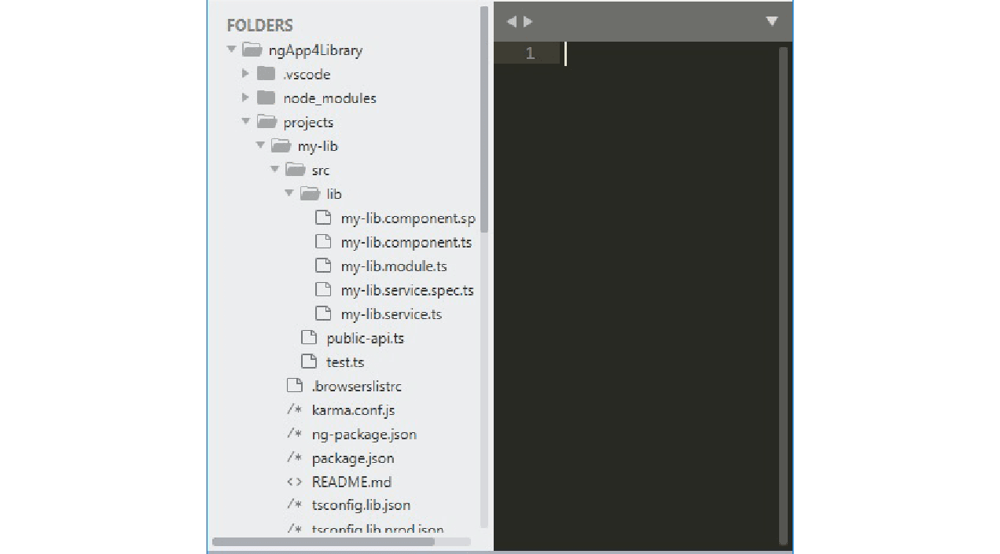 FOLDERS
ngApp4Library
.vscode
node_modules
projects
my-lib
src
lib
my-lib.component.sp
my-lib.component.ts
my-lib.module.ts
my-lib.service.spec.ts
my-lib.service.ts
public-api.ts
test.ts
.browserslistrc
/* karma.conf.js
/* ng-package.json
/* package.json
<> README.md
/* tsconfig.lib.json
/* tsconfig.lib.prod.json
1